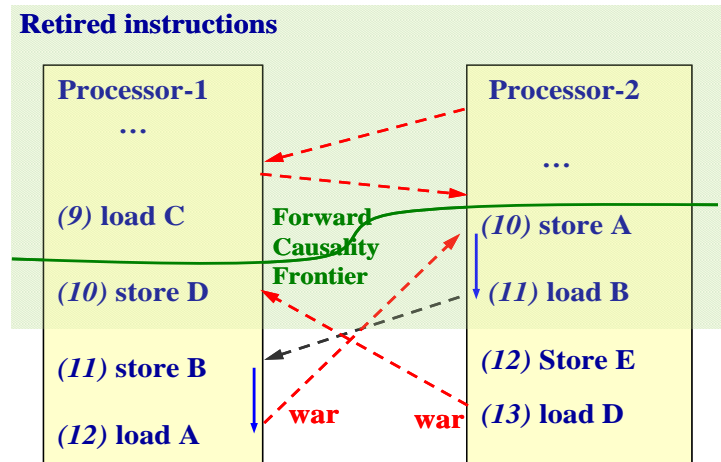 Retired instructions
Processor-1
...
(9) load C
(10) store D
(11) store B
(12) load A
Forward
Causality
Frontier
war
war
Processor-2
...
(10) store A
(11) load B
(12) Store E
(13) load D